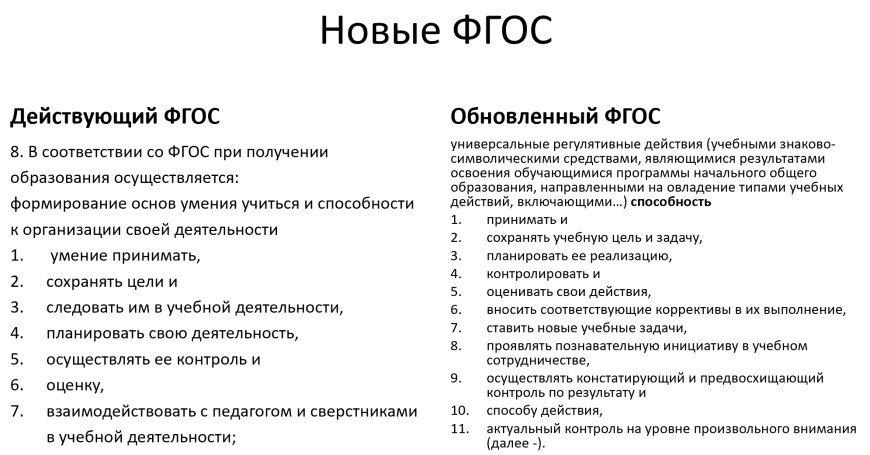 Новые ФГОС
Действующий ФГОС
8. В соответствии со ФГОС при получении
образования осуществляется:
формирование основ умения учиться и способности
к организации своей деятельности
1. умение принимать,
2. сохранять цели и
3. следовать им в учебной деятельности,
4. планировать свою деятельность,
5. осуществлять ее контроль и
6. оценку,
7. взаимодействовать с педагогом и сверстниками
в учебной деятельности;
Обновленный ФГОС
универсальные регулятивные действия (учебными знаково-
символическими средствами, являющимися результатами
освоения обучающимися программы начального общего
образования, направленными на овладение типами учебных
действий, включающими…) способность
1. принимать и
2. сохранять учебную цель и задачу,
3. планировать ее реализацию,
4. контролировать и
5. оценивать свои действия,
6. вносить соответствующие коррективы в их выполнение,
7. ставить новые учебные задачи,
8. проявлять познавательную инициативу в учебном
сотрудничестве,
9. осуществлять констатирующий и предвосхищающий
контроль по результату и
10. способу действия,
11. актуальный контроль на уровне произвольного внимания
(далее -).